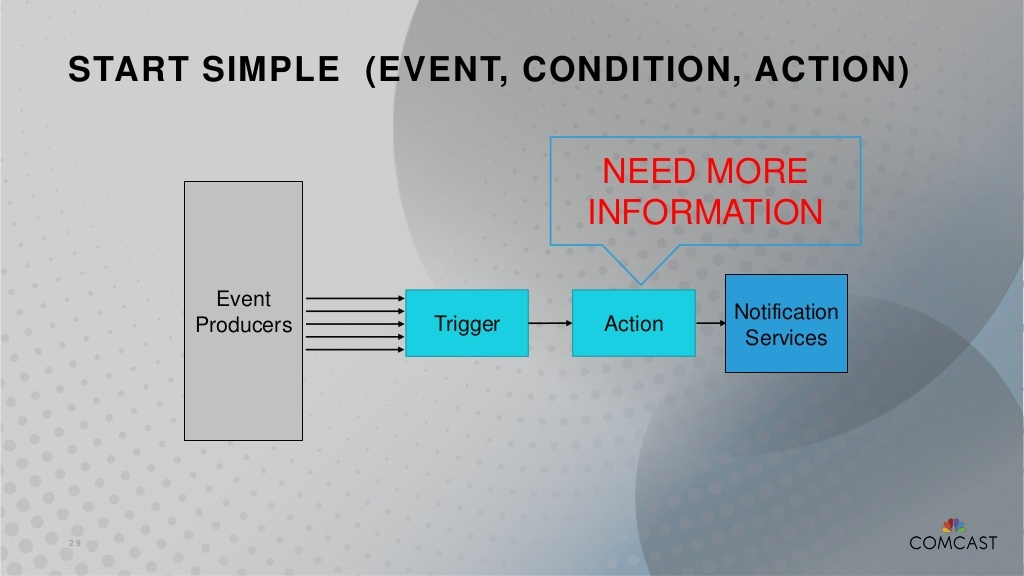 START SIMPLE (EVENT, CONDITION, ACTION)
NEED MORE
INFORMATION
Event
Producers
Trigger
Action
Notification
Services
29
COMCAST